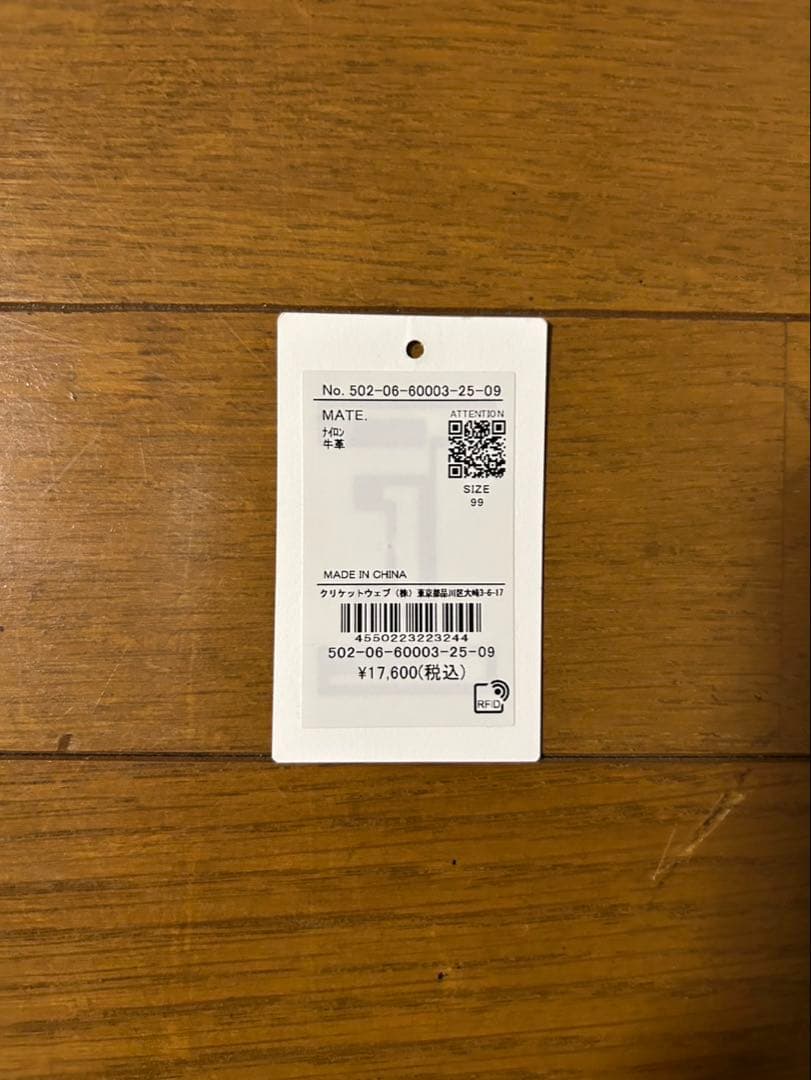 No. 502-06-60003-25-09
MATE.
ATTENTION
ﾅｲﾛﾝ
牛革
SIZE
99
MADE IN CHINA
クリケットウェブ（株）東京都品川区大崎3-6-17
4550223223244
502-06-60003-25-09
¥17,600(税込)
RFID